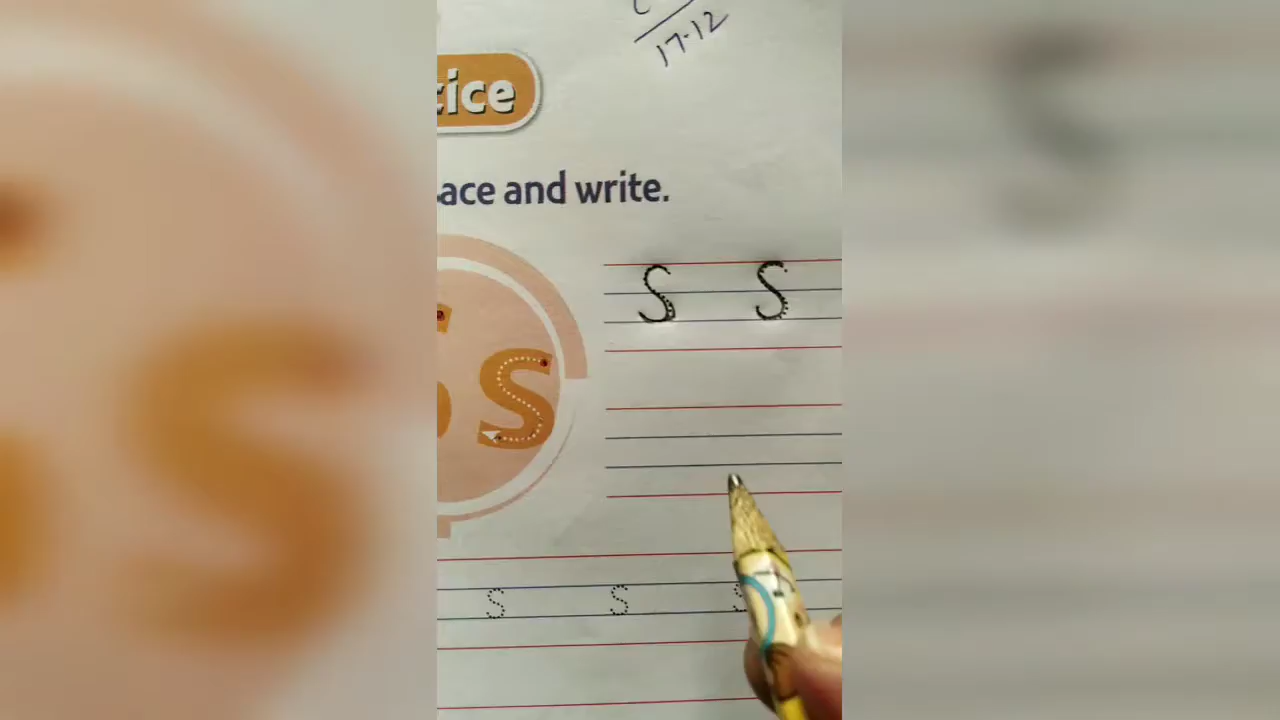 17.12
tice
ace and write.
S S
s
s s s